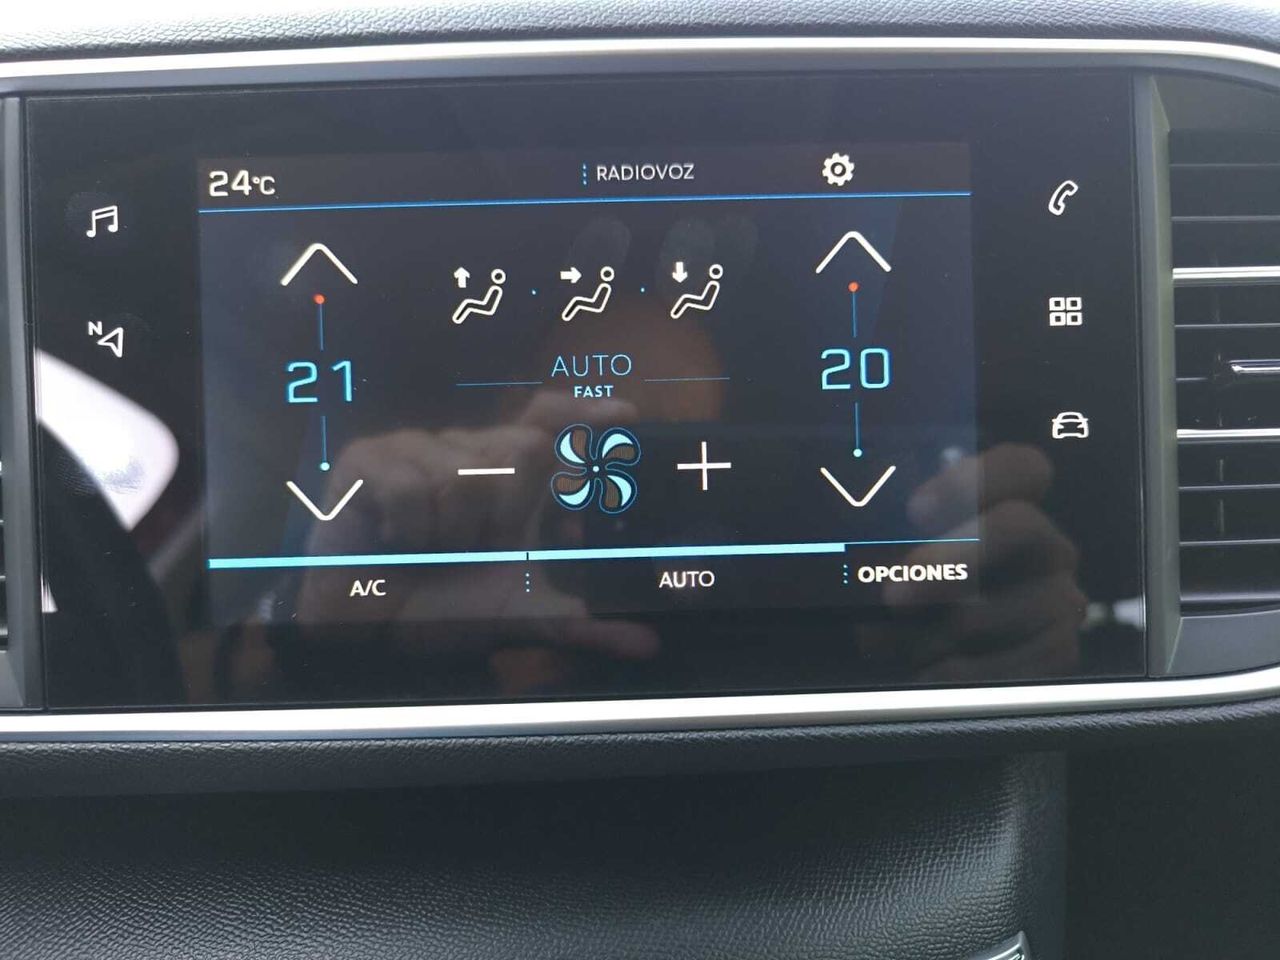 24°C
RADIOVOZ
N
21
20
AUTO
FAST
A/C
AUTO
OPCIONES